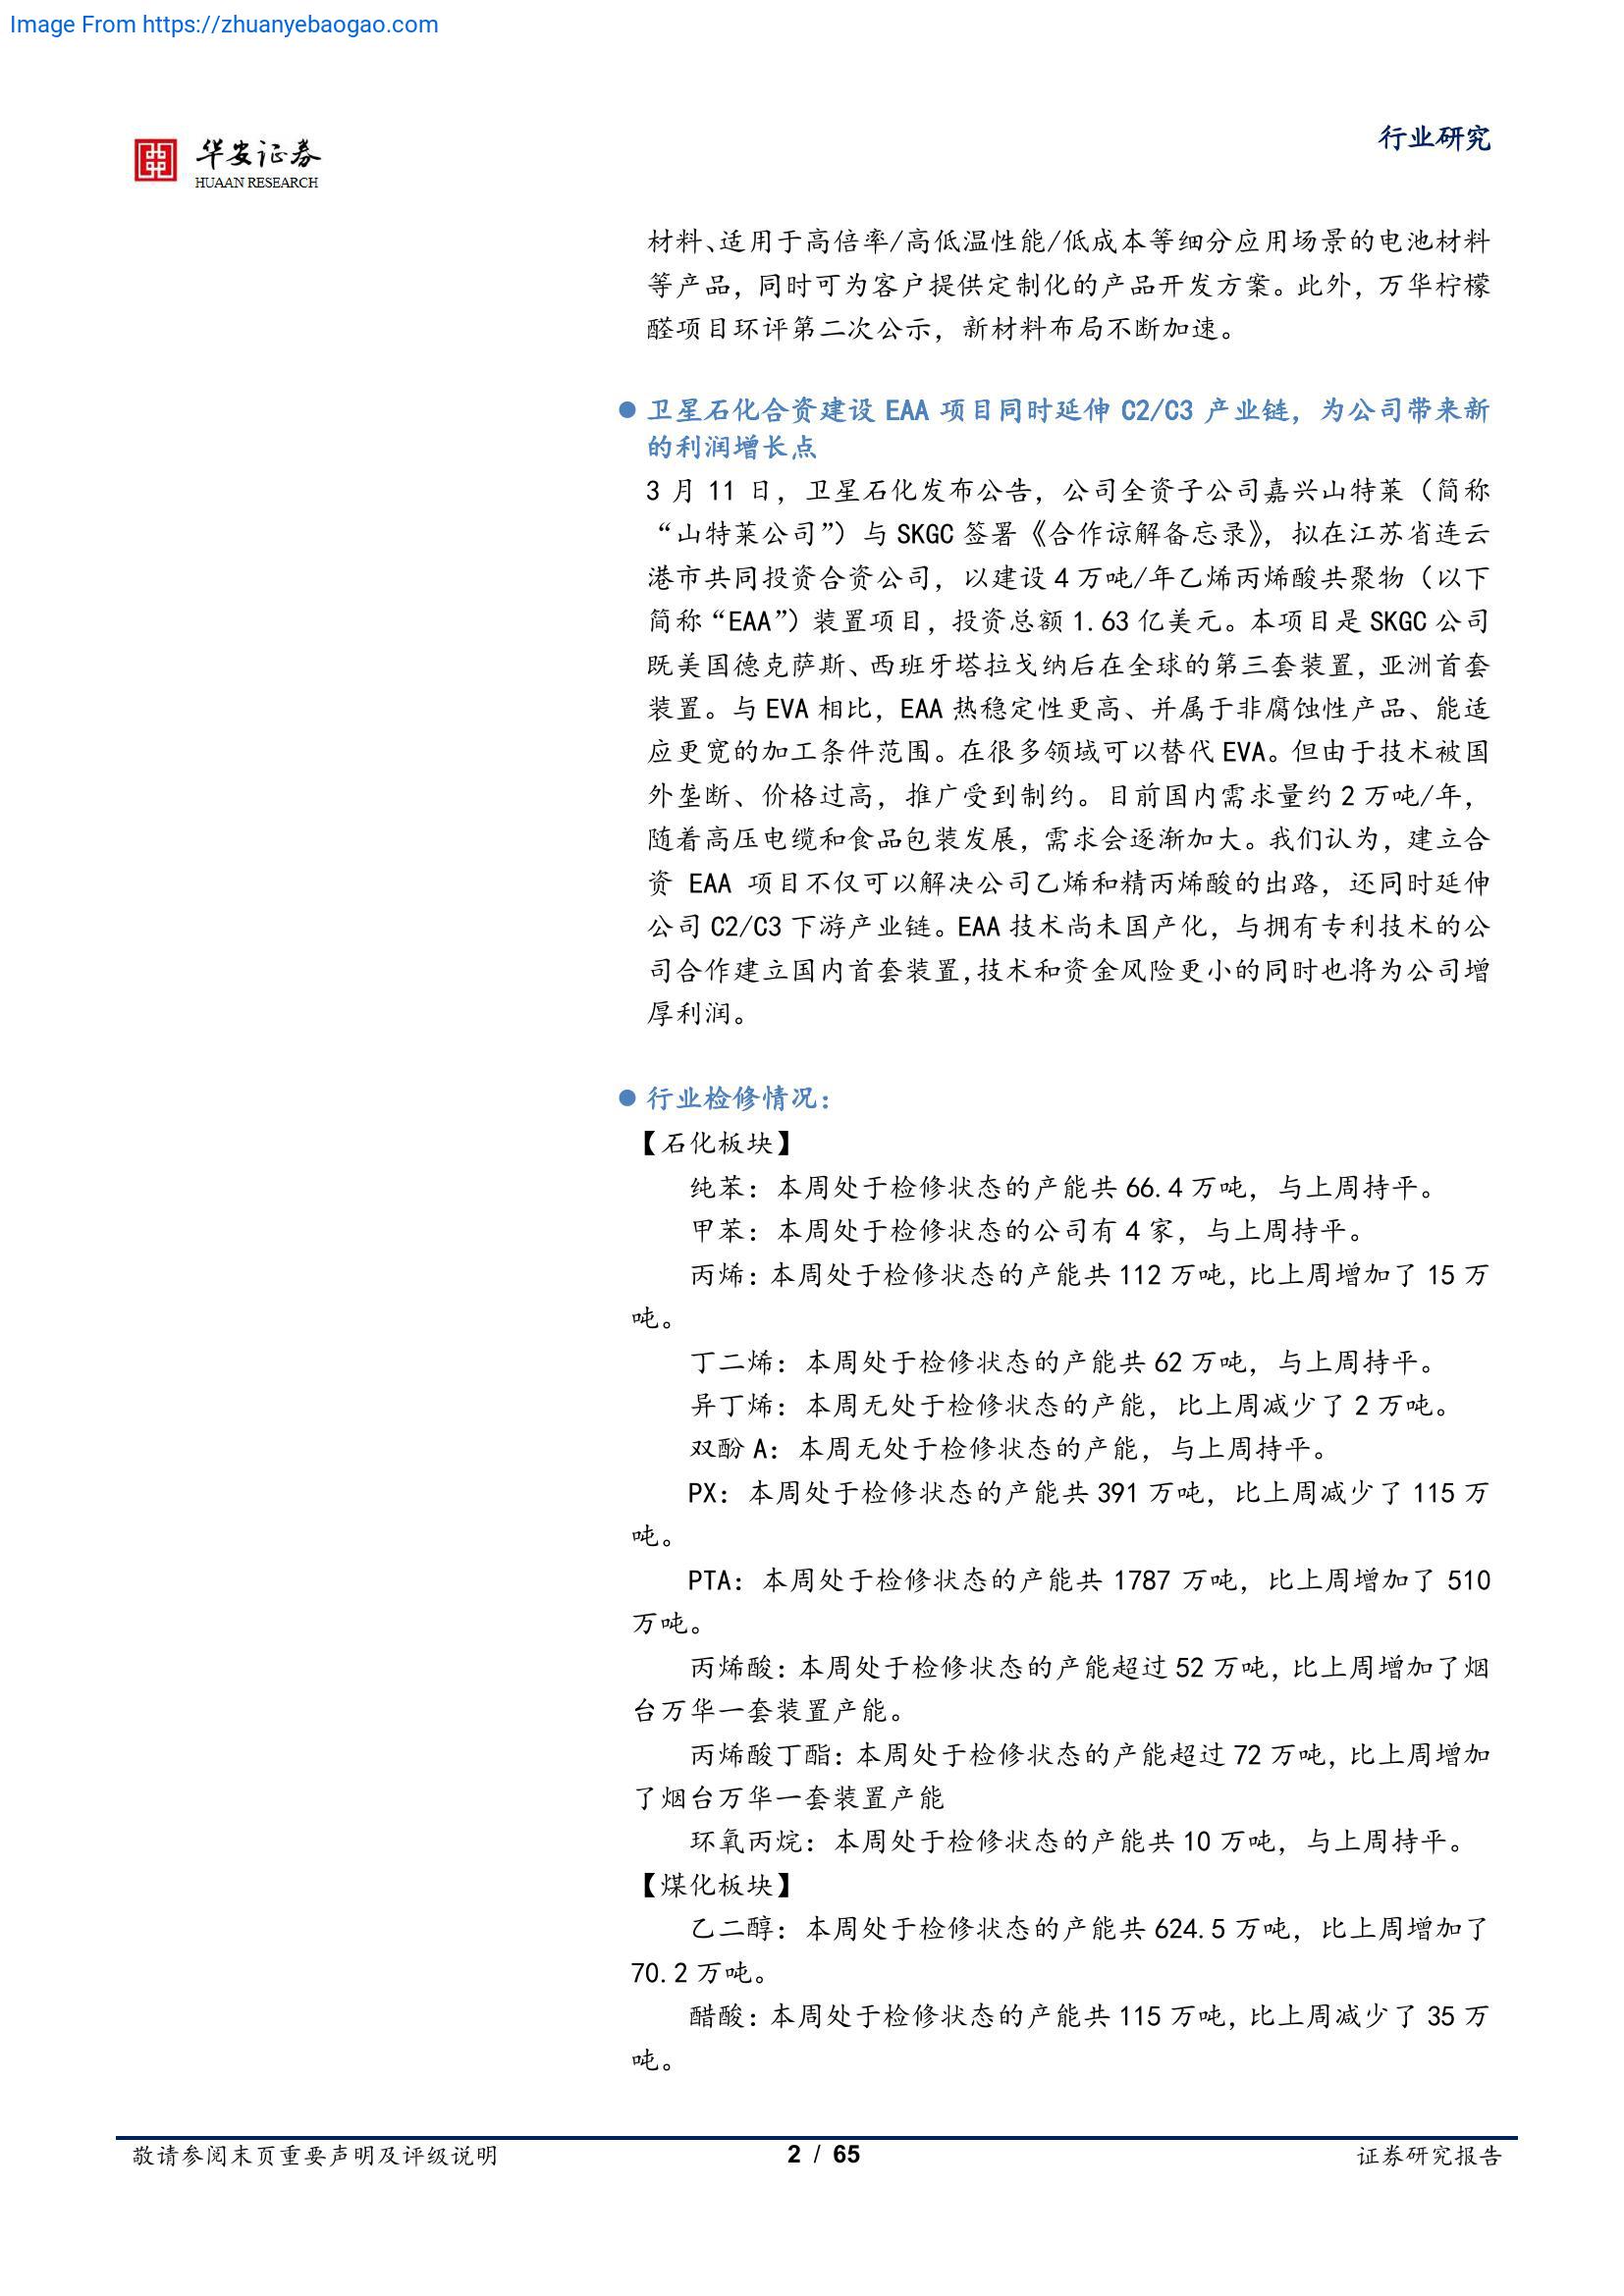 Image From https://zhuanyebaogao.com
华安证券
HUAAN RESEARCH
行业研究
材料、适用于高倍率/高低温性能/低成本等细分应用场景的电池材料
等产品，同时可为客户提供定制化的产品开发方案。此外，万华柠檬
醛项目环评第二次公示，新材料布局不断加速。
● 卫星石化合资建设 EAA 项目同时延伸 C2/C3 产业链，为公司带来新
的利润增长点
3 月 11 日，卫星石化发布公告，公司全资子公司嘉兴山特莱（简称
“山特莱公司”）与 SKGC 签署《合作谅解备忘录》，拟在江苏省连云
港市共同投资合资公司，以建设 4 万吨/年乙烯丙烯酸共聚物（以下
简称“EAA”）装置项目，投资总额 1.63 亿美元。本项目是 SKGC 公司
既美国德克萨斯、西班牙塔拉戈纳后在全球的第三套装置，亚洲首套
装置。与 EVA 相比，EAA 热稳定性更高、并属于非腐蚀性产品、能适
应更宽的加工条件范围。在很多领域可以替代 EVA。但由于技术被国
外垄断、价格过高，推广受到制约。目前国内需求量约 2 万吨/年，
随着高压电缆和食品包装发展，需求会逐渐加大。我们认为，建立合
资 EAA 项目不仅可以解决公司乙烯和精丙烯酸的出路，还同时延伸
公司 C2/C3 下游产业链。EAA 技术尚未国产化，与拥有专利技术的公
司合作建立国内首套装置,技术和资金风险更小的同时也将为公司增
厚利润。
● 行业检修情况：
【石化板块】
纯苯：本周处于检修状态的产能共 66.4 万吨，与上周持平。
甲苯：本周处于检修状态的公司有 4 家，与上周持平。
丙烯：本周处于检修状态的产能共 112 万吨，比上周增加了 15 万
吨。
丁二烯：本周处于检修状态的产能共 62 万吨，与上周持平。
异丁烯：本周无处于检修状态的产能，比上周减少了 2 万吨。
双酚 A：本周无处于检修状态的产能，与上周持平。
PX：本周处于检修状态的产能共 391 万吨，比上周减少了 115 万
吨。
PTA：本周处于检修状态的产能共 1787 万吨，比上周增加了 510
万吨。
丙烯酸：本周处于检修状态的产能超过 52 万吨，比上周增加了烟
台万华一套装置产能。
丙烯酸丁酯：本周处于检修状态的产能超过 72 万吨，比上周增加
了烟台万华一套装置产能
环氧丙烷：本周处于检修状态的产能共 10 万吨，与上周持平。
【煤化板块】
乙二醇：本周处于检修状态的产能共 624.5 万吨，比上周增加了
70.2 万吨。
醋酸：本周处于检修状态的产能共 115 万吨，比上周减少了 35 万
吨。
敬请参阅末页重要声明及评级说明
2 / 65
证券研究报告